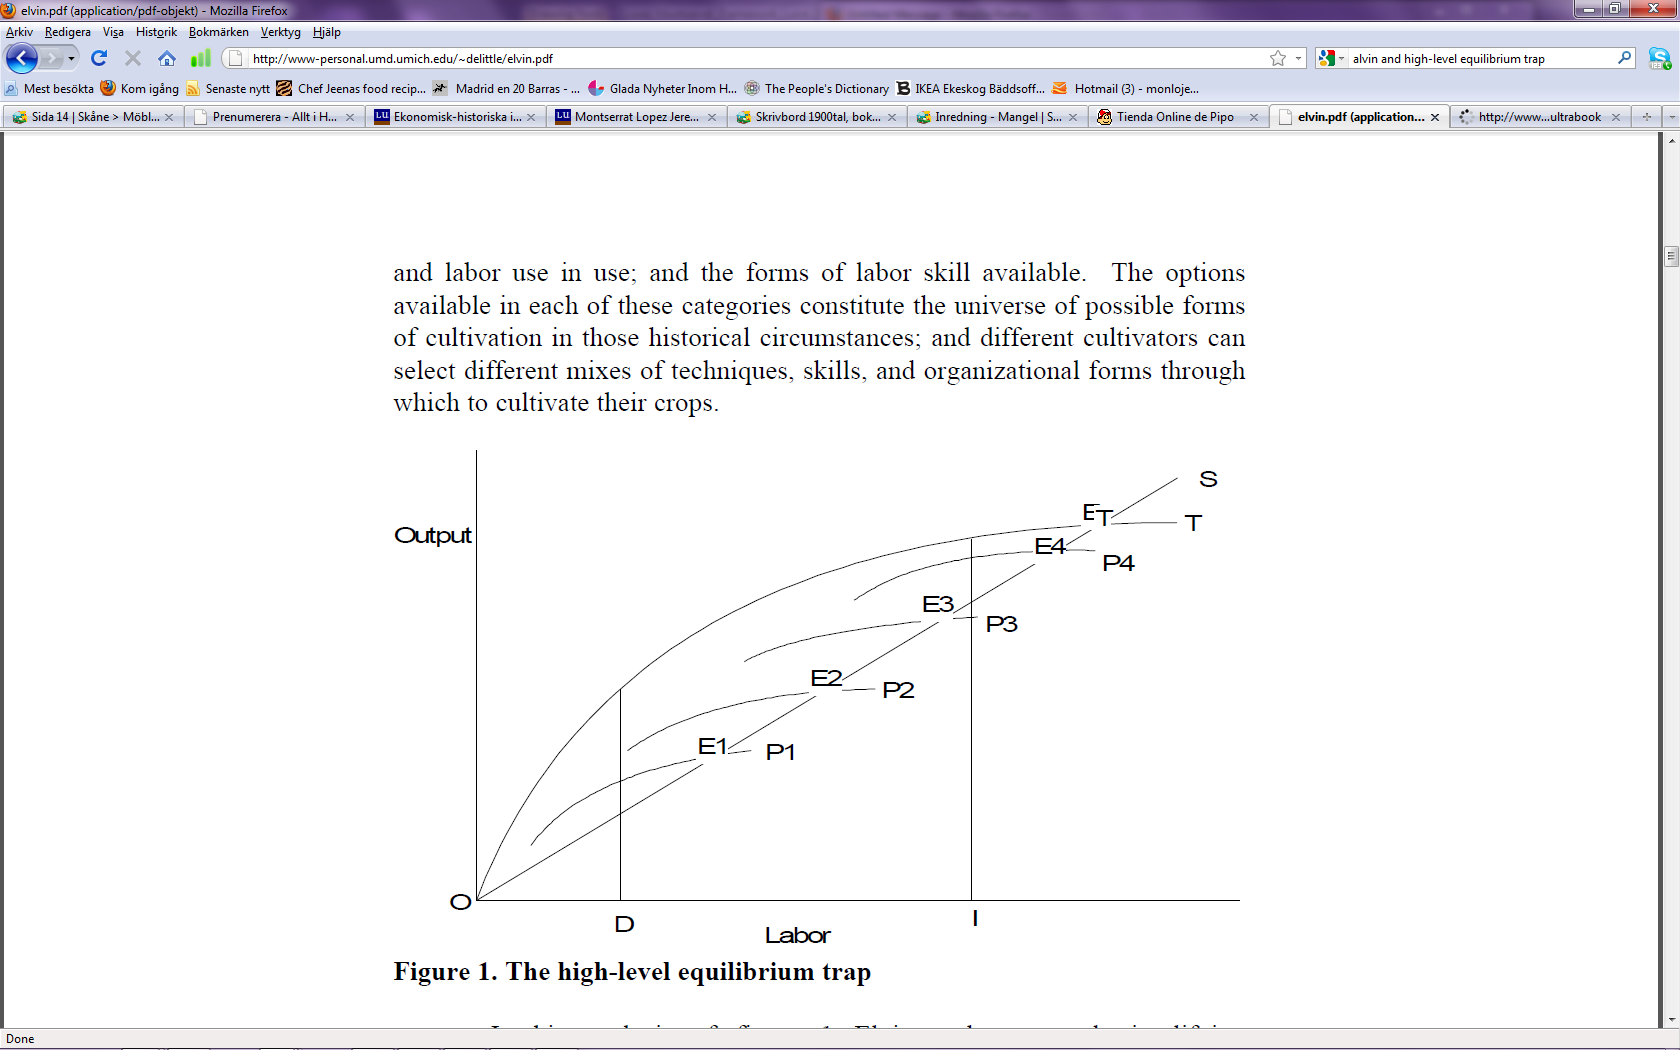 elvin.pdf (application/pdf-objekt) - Mozilla Firefox
Arkiv Redigera Visa Historik Bokmärken Verktyg Hjälp
http://www-personal.umd.umich.edu/~delittle/elvin.pdf
alvin and high-level equilibrium trap
Mest besökta Kom igång Senaste nytt Chef Jeenas food recip... Madrid en 20 Barras - ... Glada Nyheter Inom H... The People's Dictionary IKEA Ekeskog Bäddsoff... Hotmail (3) - monloje...
Sida 14 | Skåne > Möbl... Prenumerera - Allt i H... LU Ekonomisk-historiska i... LU Montserrat Lopez Jere... Skrivbord 1900tal, bok... Inredning - Mangel | S... Tienda Online de Pipo elvin.pdf (application... http://www...ultrabook
and labor use in use; and the forms of labor skill available. The options
available in each of these categories constitute the universe of possible forms
of cultivation in those historical circumstances; and different cultivators can
select different mixes of techniques, skills, and organizational forms through
which to cultivate their crops.
S
ET
T
Output
E4
P4
E3
P3
E2
P2
E1
P1
O
D
I
Labor
Figure 1. The high-level equilibrium trap
Done